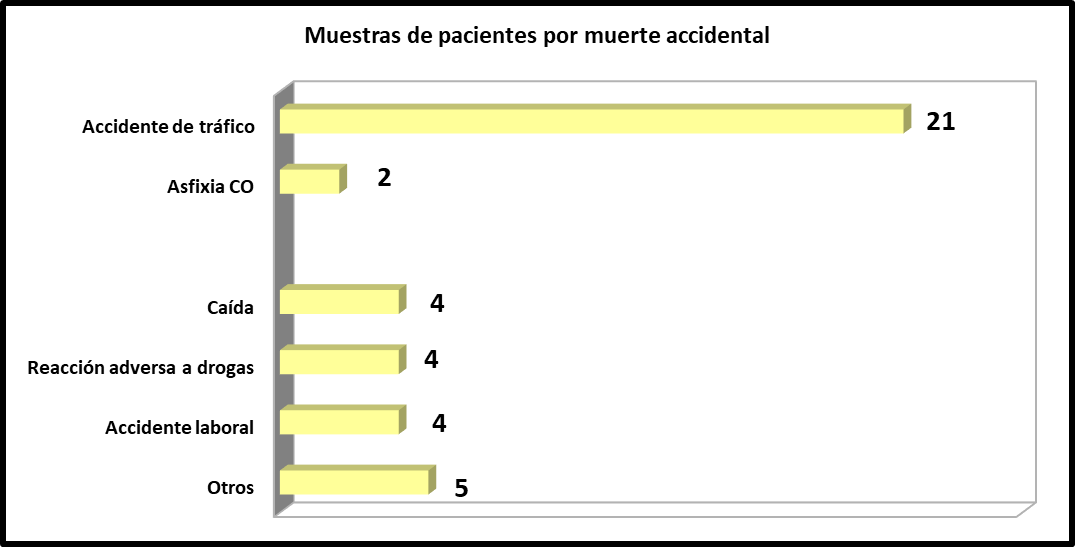 Muestras de pacientes por muerte accidental
Accidente de tráfico 21
Asfixia CO 2
Caída 4
Reacción adversa a drogas 4
Accidente laboral 4
Otros 5